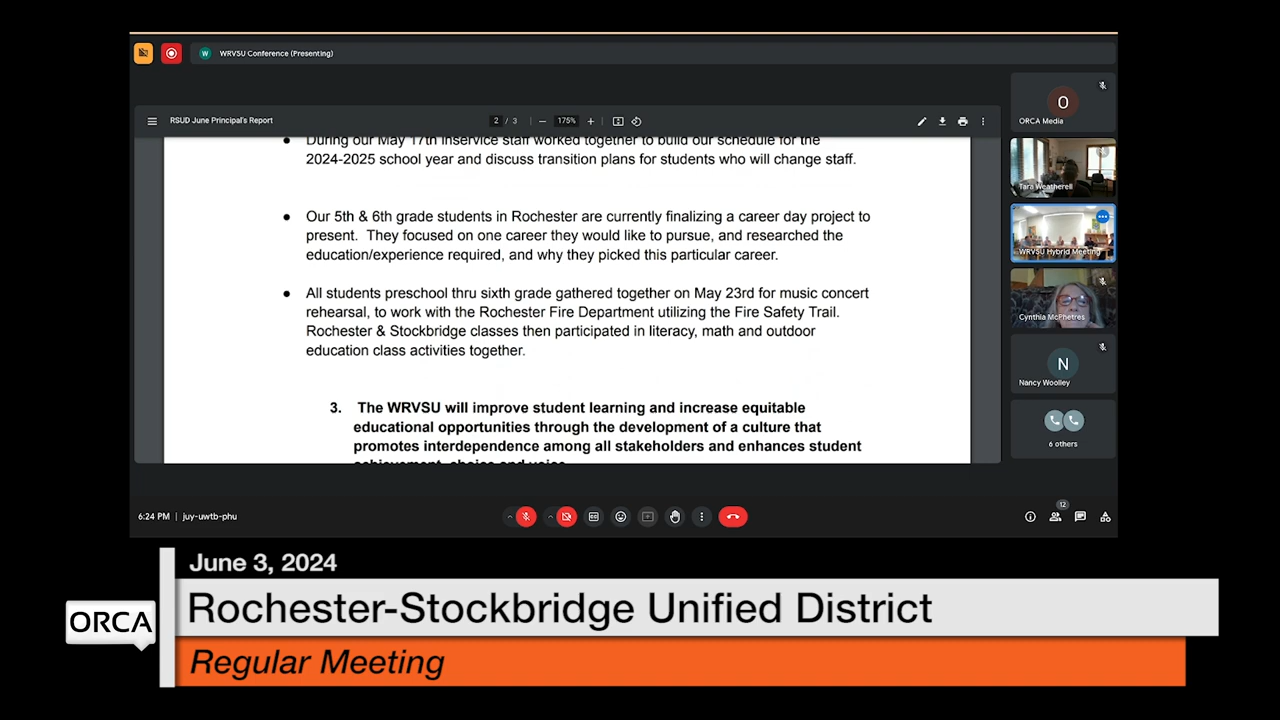 WRVSU Conference (Presenting)
W
RSUD June Principal's Report
2 / 3
175%
During our May 17th inservice staff worked together to build our schedule for the
2024-2025 school year and discuss transition plans for students who will change staff.
Our 5th & 6th grade students in Rochester are currently finalizing a career day project to
present. They focused on one career they would like to pursue, and researched the
education/experience required, and why they picked this particular career.
All students preschool thru sixth grade gathered together on May 23rd for music concert
rehearsal, to work with the Rochester Fire Department utilizing the Fire Safety Trail.
Rochester & Stockbridge classes then participated in literacy, math and outdoor
education class activities together.
3. The WRVSU will improve student learning and increase equitable
educational opportunities through the development of a culture that
promotes interdependence among all stakeholders and enhances student
achievement, choice and voice.
O
ORCA Media
Tara Weatherell
WRVSU Hybrid Meeting
Cynthia McPhetres
N
Nancy Woolley
6 others
6:24 PM | juy-uwtb-phu
12
June 3, 2024
ORCA
Rochester-Stockbridge Unified District
Regular Meeting